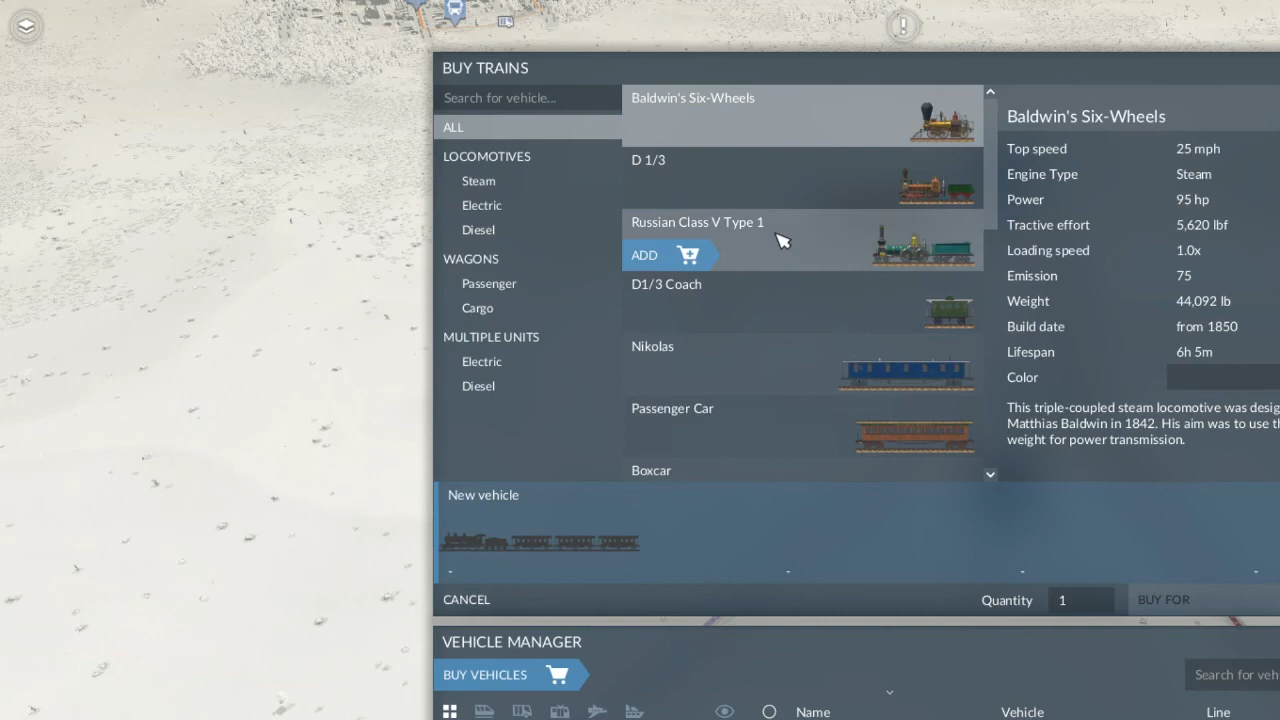 BUY TRAINS
Search for vehicle...
ALL
LOCOMOTIVES
Steam
Electric
Diesel
WAGONS
Passenger
Cargo
MULTIPLE UNITS
Electric
Diesel
Baldwin's Six-Wheels
D 1/3
Russian Class V Type 1
ADD
D1/3 Coach
Nikolas
Passenger Car
Boxcar
Baldwin's Six-Wheels
Top speed 25 mph
Engine Type Steam
Power 95 hp
Tractive effort 5,620 lbf
Loading speed 1.0x
Emission 75
Weight 44,092 lb
Build date from 1850
Lifespan 6h 5m
Color
This triple-coupled steam locomotive was desig
Matthias Baldwin in 1842. His aim was to use th
weight for power transmission.
New vehicle
- - - -
CANCEL
Quantity 1 BUY FOR
VEHICLE MANAGER
BUY VEHICLES
Search for veh
Name Vehicle Line